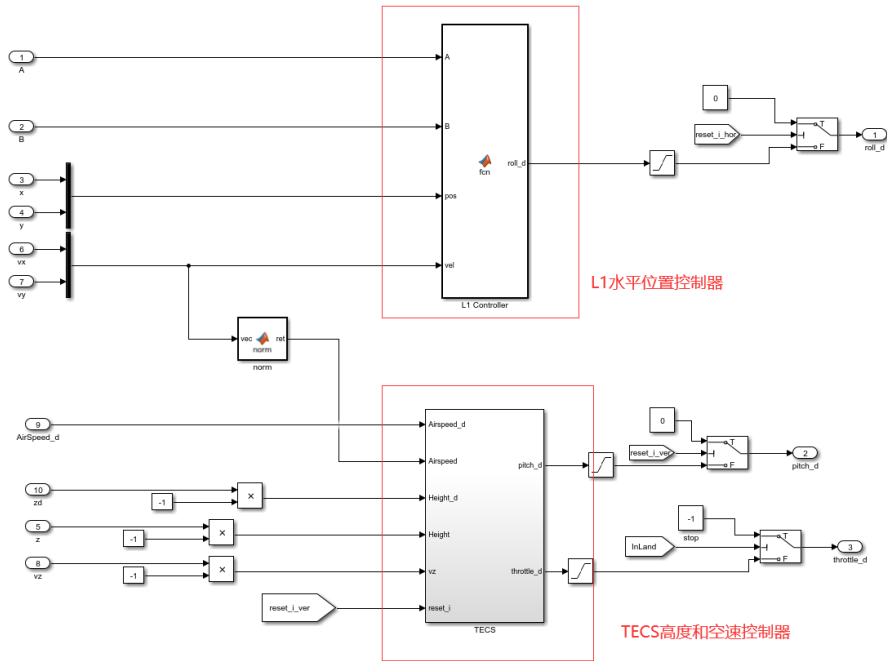 1
A
2
B
3
x
4
y
6
vx
7
vy
A
B
pos
vel
fcn
roll_d
L1 Controller
0
reset_i_hor
T
F
1
roll_d
L1水平位置控制器
vec
norm
ret
norm
9
AirSpeed_d
10
zd
-1
×
5
z
-1
×
8
vz
-1
×
reset_i_ver
Airspeed_d
Airspeed
Height_d
Height
vz
reset_i
pitch_d
throttle_d
TECS
0
reset_i_ver
T
F
2
pitch_d
-1
stop
InLand
T
F
3
throttle_d
TECS高度和空速控制器